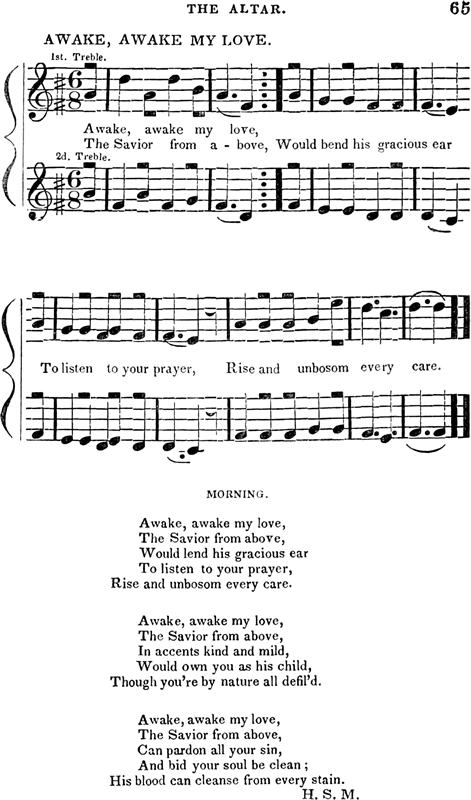 THE ALTAR. 65
AWAKE, AWAKE MY LOVE.
1st. Treble.
6
8
Awake, awake my love,
The Savior from a - bove, Would bend his gracious ear
2d. Treble.
6
8
To listen to your prayer, Rise and unbosom every care.
MORNING.
Awake, awake my love,
The Savior from above,
Would lend his gracious ear
To listen to your prayer,
Rise and unbosom every care.
Awake, awake my love,
The Savior from above,
In accents kind and mild,
Would own you as his child,
Though you're by nature all defil'd.
Awake, awake my love,
The Savior from above,
Can pardon all your sin,
And bid your soul be clean ;
His blood can cleanse from every stain.
H. S. M.